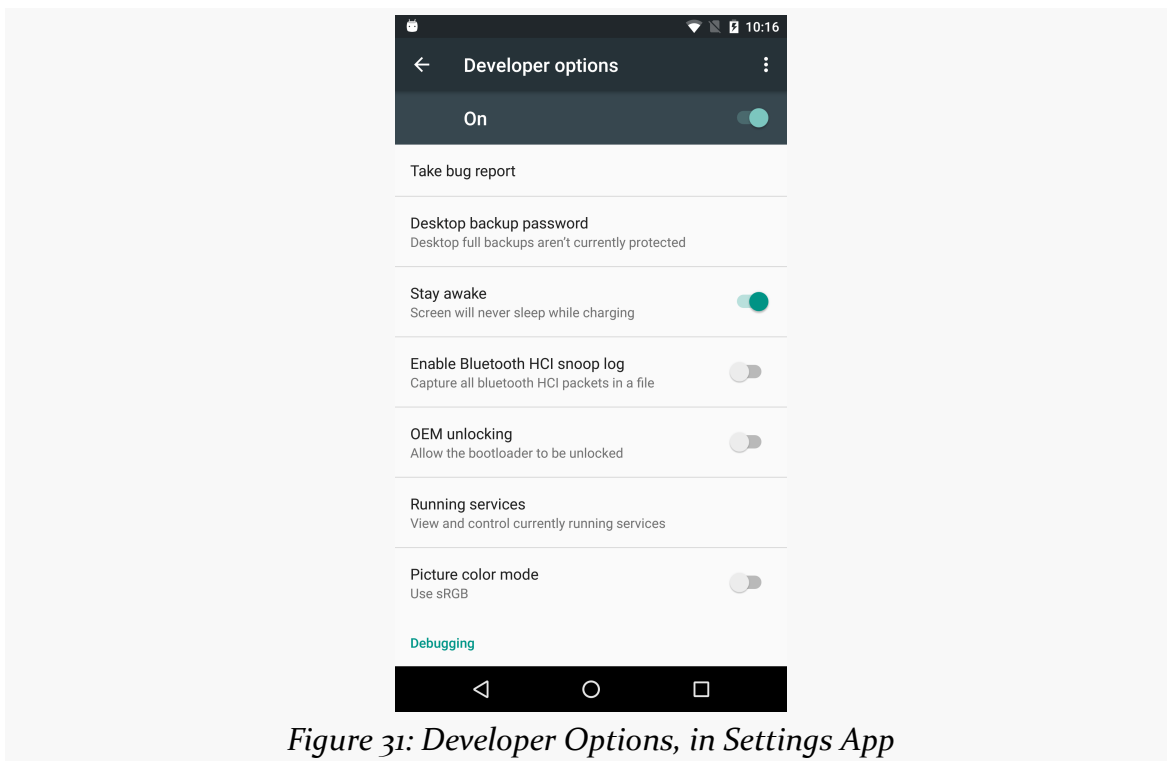 10:16
Developer options
On
Take bug report
Desktop backup password
Desktop full backups aren't currently protected
Stay awake
Screen will never sleep while charging
Enable Bluetooth HCI snoop log
Capture all bluetooth HCI packets in a file
OEM unlocking
Allow the bootloader to be unlocked
Running services
View and control currently running services
Picture color mode
Use sRGB
Debugging
Figure 31: Developer Options, in Settings App